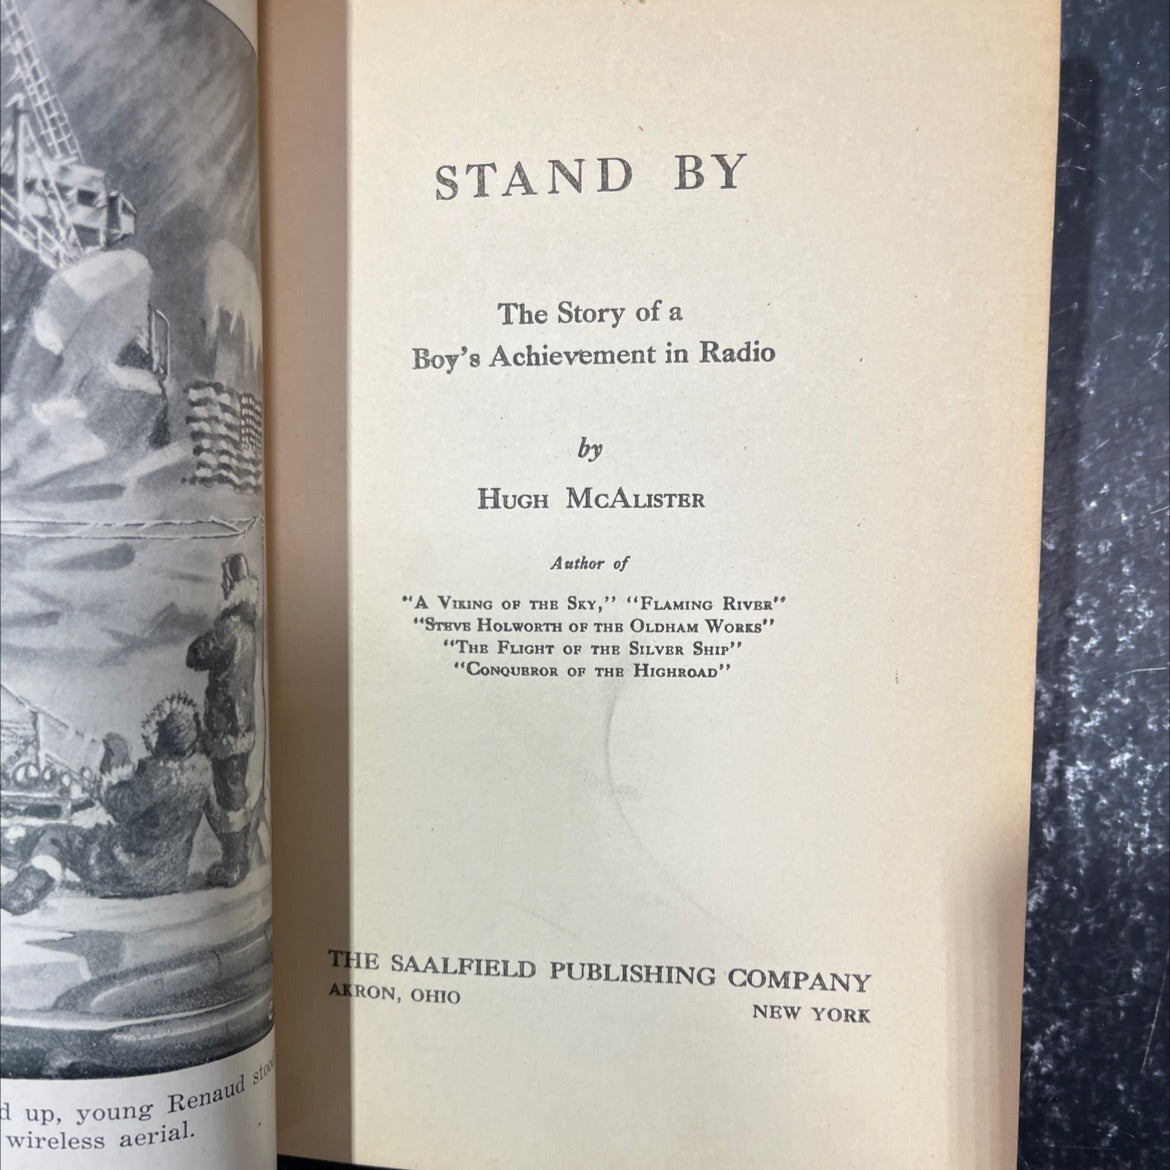 STAND BY
The Story of a
Boy's Achievement in Radio
by
HUGH MCALISTER
Author of
"A VIKING OF THE SKY," "FLAMING RIVER"
"STEVE HOLWORTH OF THE OLDHAM WORKS"
"THE FLIGHT OF THE SILVER SHIP"
"CONQUEROR OF THE HIGHROAD"
THE SAALFIELD PUBLISHING COMPANY
AKRON, OHIO NEW YORK
up, young Renaud stood
wireless aerial.